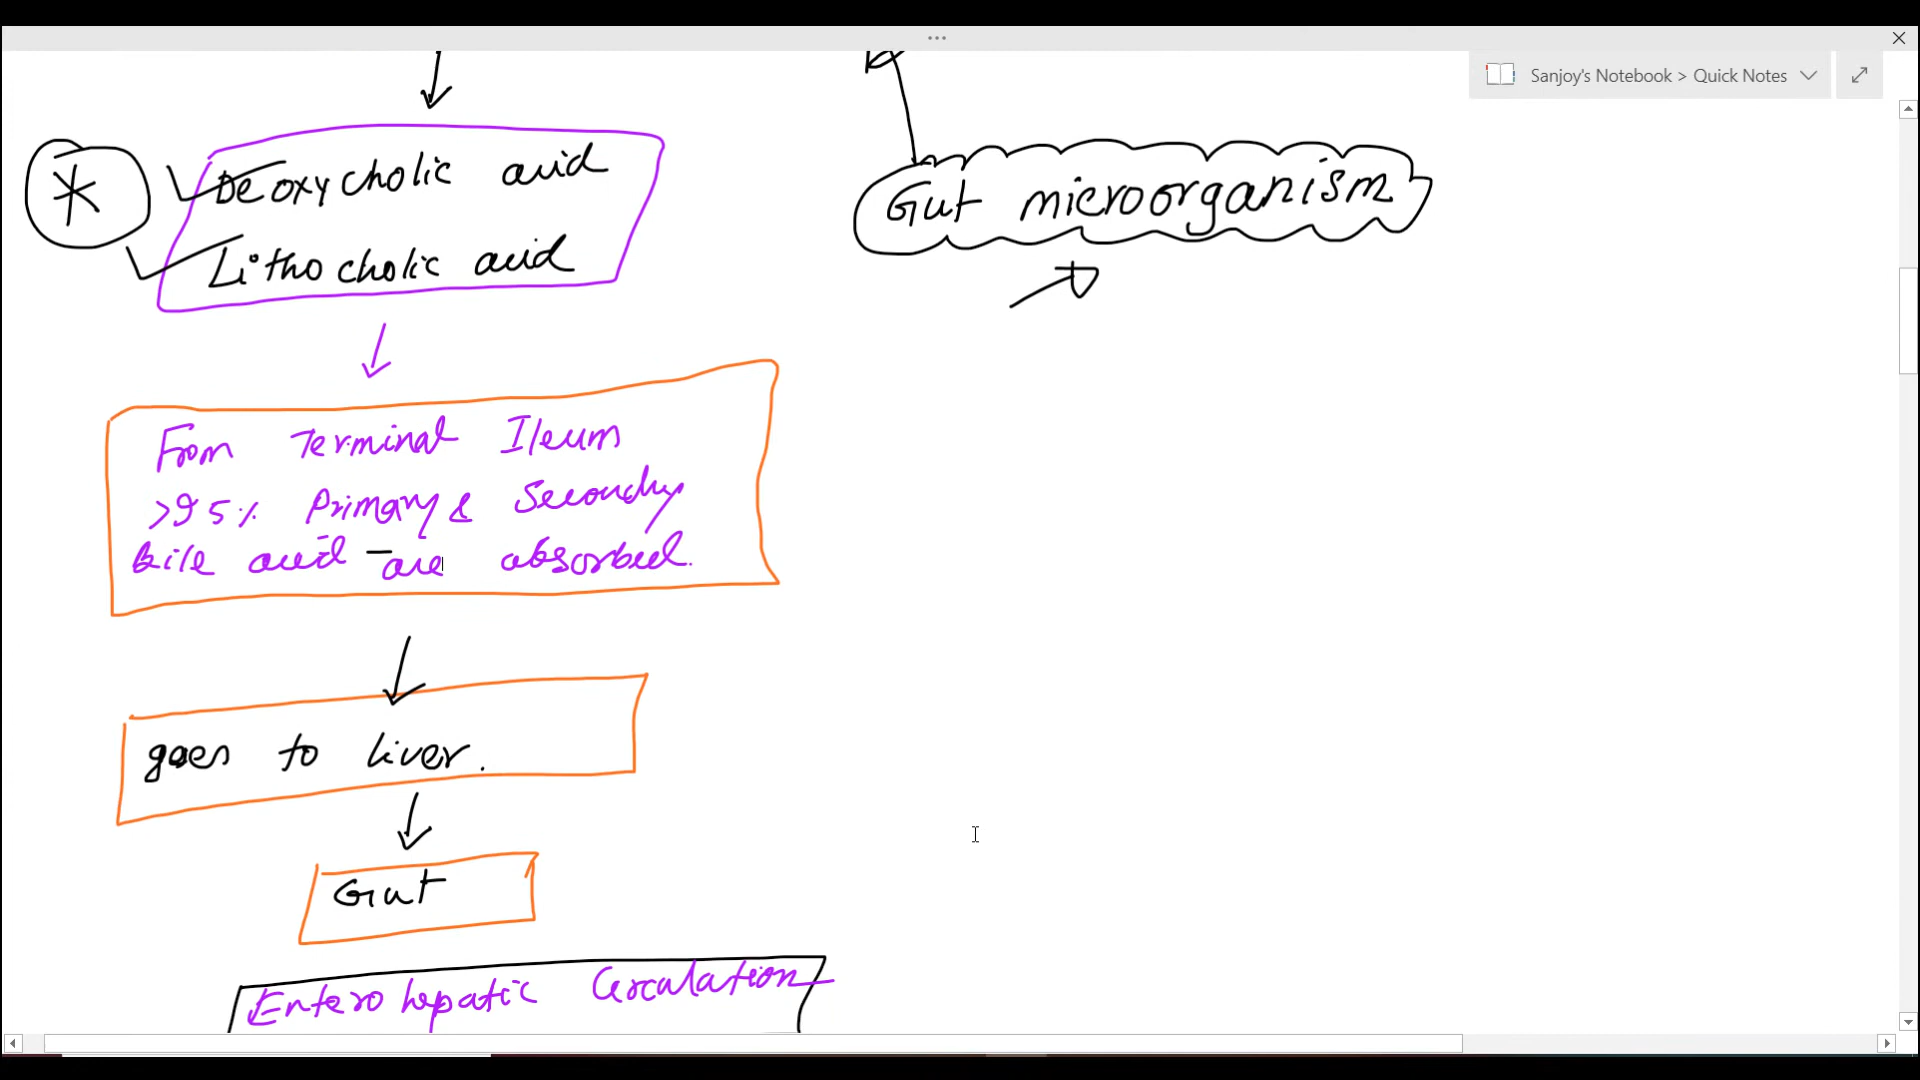 Sanjoy's Notebook > Quick Notes
Deoxycholic acid
Lithocholic acid
Gut microorganism
From Terminal Ileum
>95% Primary & Secondry
bile acid are absorbed.
goes to liver.
Gut
Enterohepatic Circulation